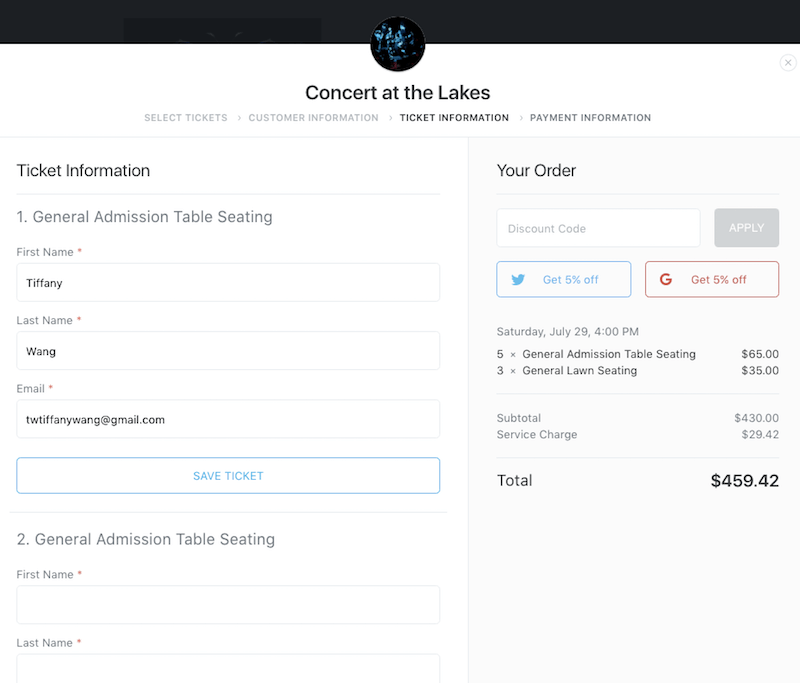 Concert at the Lakes
SELECT TICKETS > CUSTOMER INFORMATION > TICKET INFORMATION > PAYMENT INFORMATION
Ticket Information
1. General Admission Table Seating
First Name *
Tiffany
Last Name *
Wang
Email *
twtiffanywang@gmail.com
SAVE TICKET
2. General Admission Table Seating
First Name *
Last Name *
Your Order
Discount Code
APPLY
Get 5% off
G Get 5% off
Saturday, July 29, 4:00 PM
5 × General Admission Table Seating $65.00
3 × General Lawn Seating $35.00
Subtotal $430.00
Service Charge $29.42
Total $459.42